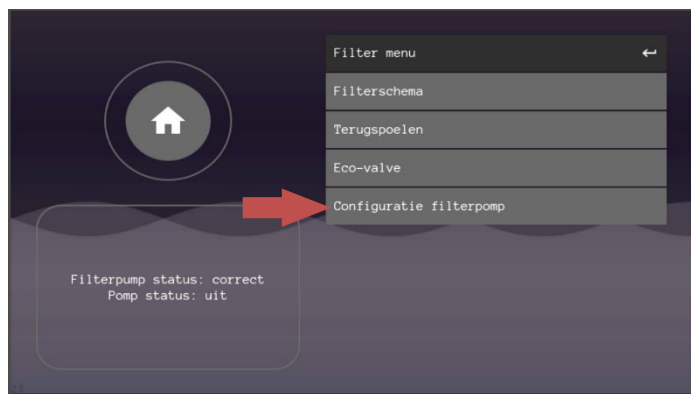 Filter menu
Filterschema
Terugspoelen
Eco-valve
Configuratie filterpomp
Filterpump status: correct
Pomp status: uit